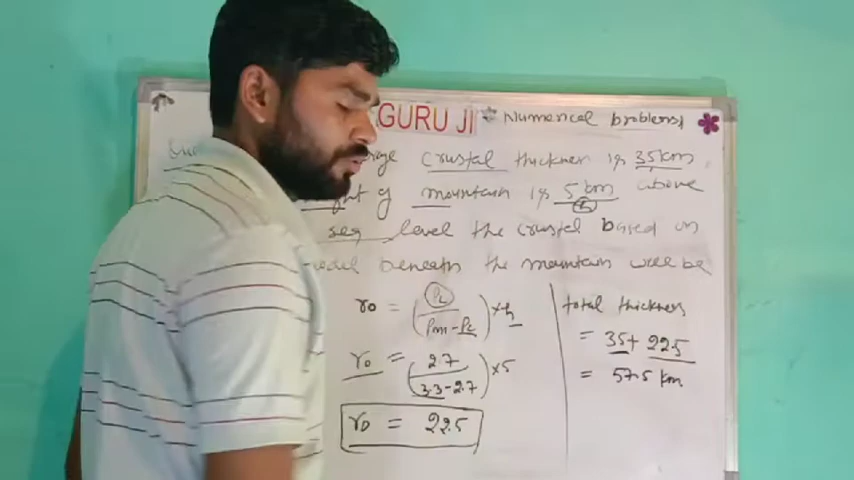 GURU JI * Numerical problems *
crustal thickness is 35km,
of mountain is 5km above
sea level the crustal based on
beneath the mountain will be
r₀ = (ρc / ρm-ρc) × h
r₀ = (2.7 / 3.3-2.7) × 5
r₀ = 22.5
total thickness
= 35 + 22.5
= 57.5 km